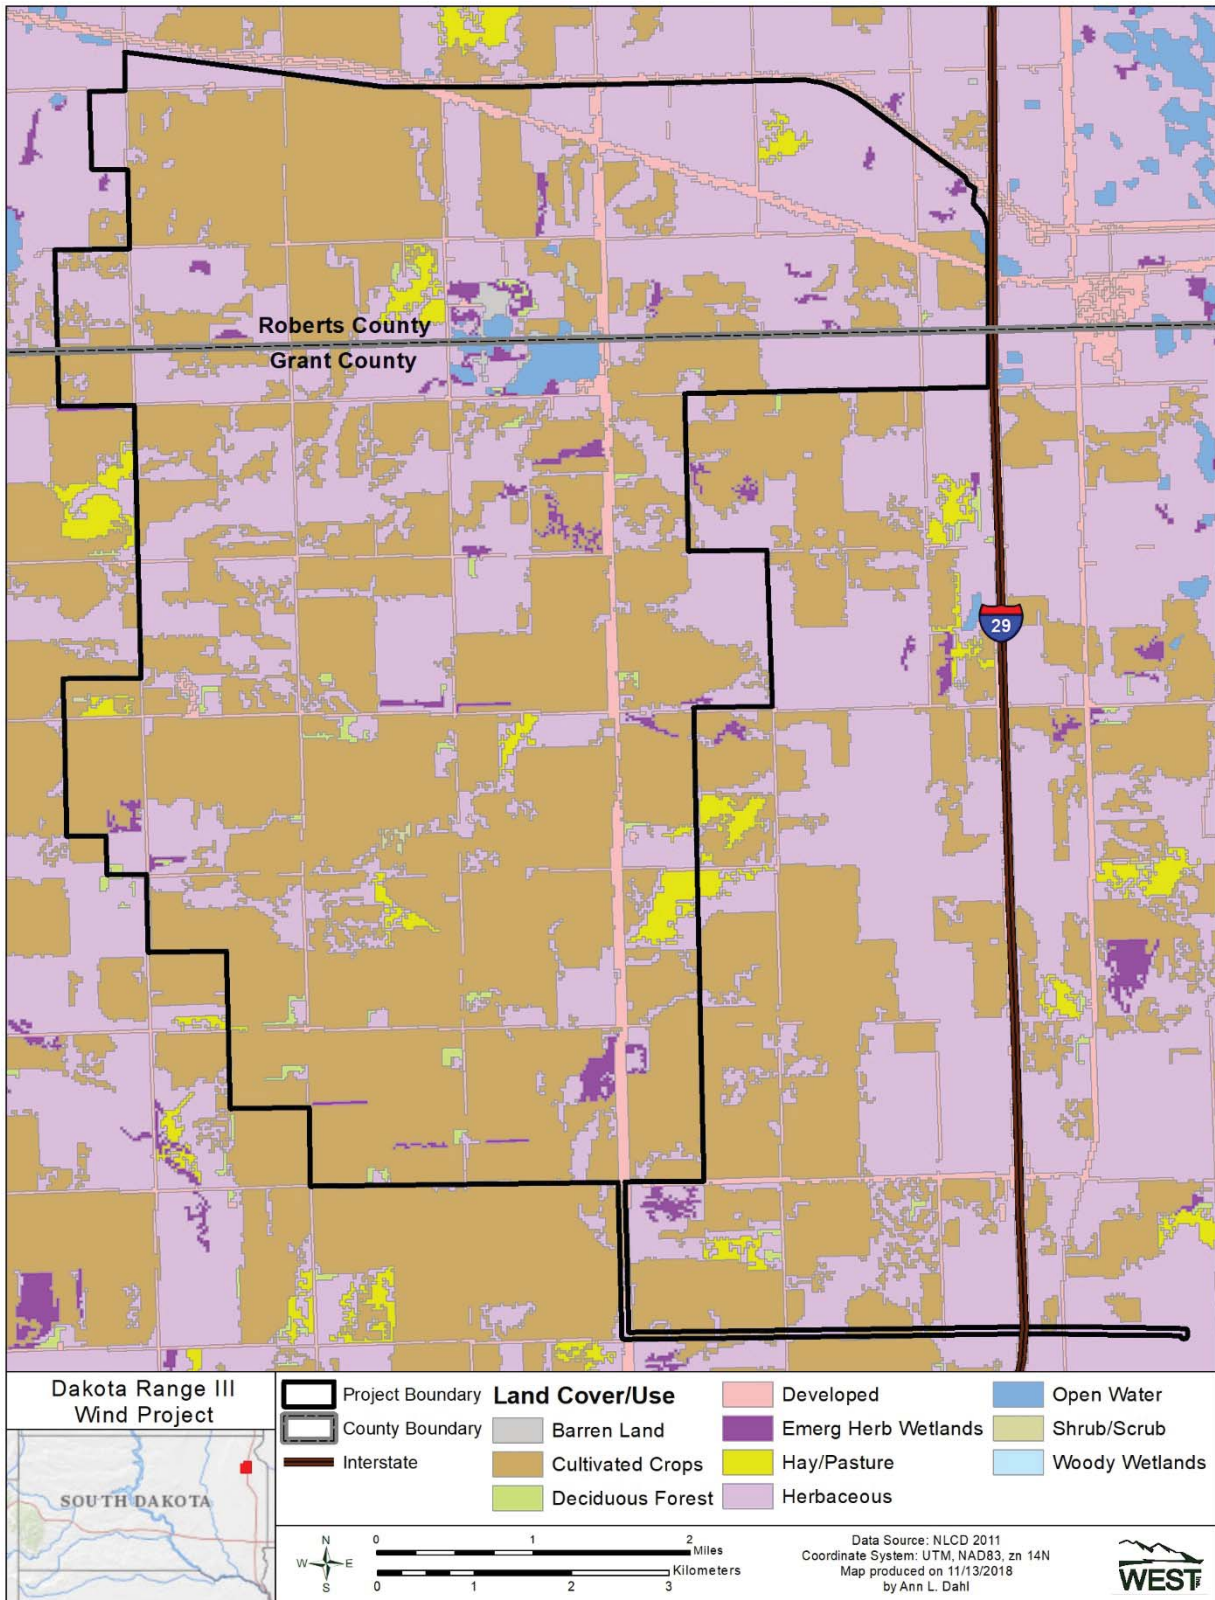 Roberts County
Grant County
29
Dakota Range III
Wind Project
SOUTH DAKOTA
Project Boundary
County Boundary
Interstate
Land Cover/Use
Barren Land
Cultivated Crops
Deciduous Forest
Developed
Emerg Herb Wetlands
Hay/Pasture
Herbaceous
Open Water
Shrub/Scrub
Woody Wetlands
N
W E
S
0 1 2
Miles
Kilometers
0 1 2 3
Data Source: NLCD 2011
Coordinate System: UTM, NAD83, zn 14N
Map produced on 11/13/2018
by Ann L. Dahl
WEST Inc.